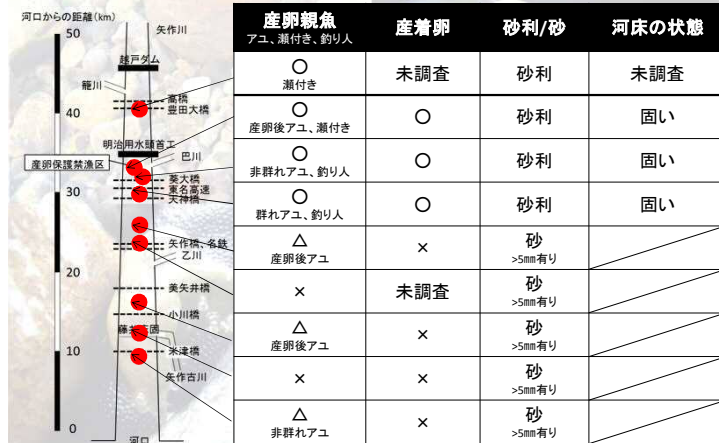 河口からの距離(km)
50
矢作川
越戸ダム
籠川
高橋
豊田大橋
40
明治用水頭首工
産卵保護禁漁区
巴川
葵大橋
30
東名高速
天神橋
矢作橋、名鉄
乙川
20
美矢井橋
小川橋
藤井床固
10
米津橋
矢作古川
0
河口
産卵親魚 産着卵 砂利/砂 河床の状態
アユ、瀬付き、釣り人
○ 未調査 砂利 未調査
瀬付き
○ ○ 砂利 固い
産卵後アユ、瀬付き
○ ○ 砂利 固い
非群れアユ、釣り人
○ ○ 砂利 固い
群れアユ、釣り人
△ × 砂
産卵後アユ >5mm有り
× 未調査 砂
>5mm有り
△ × 砂
産卵後アユ >5mm有り
× × 砂
>5mm有り
△ × 砂
非群れアユ >5mm有り